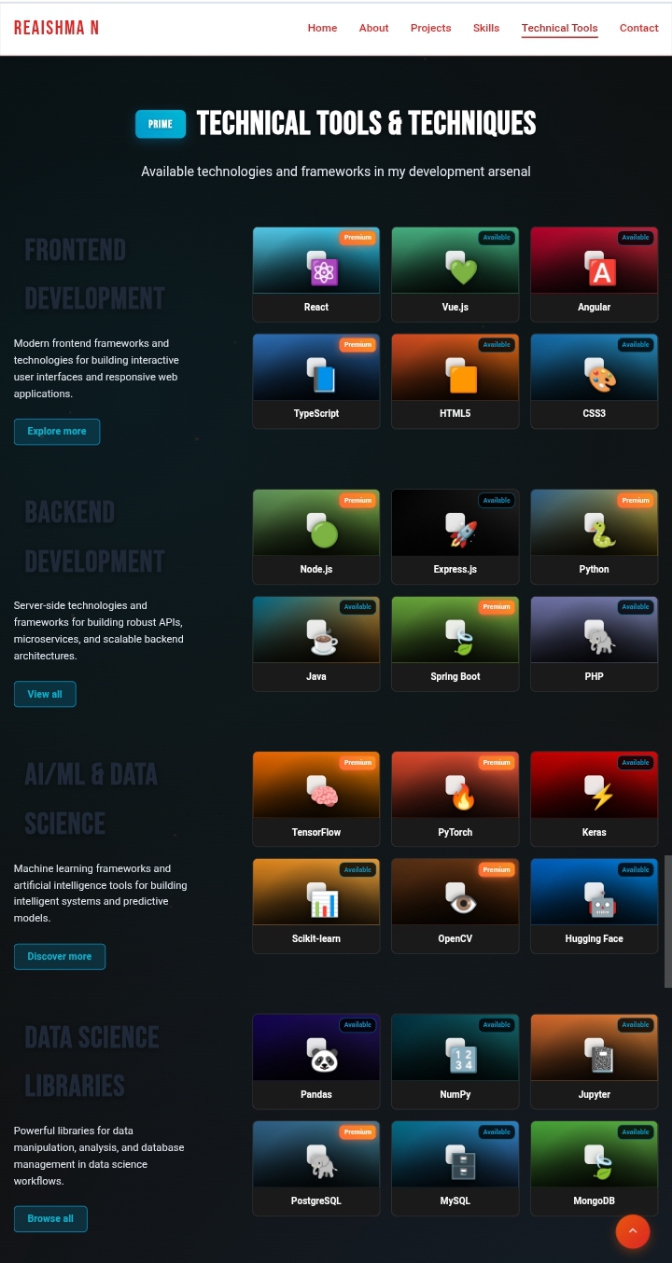 REAISHMA N
Home About Projects Skills Technical Tools Contact
PRIME TECHNICAL TOOLS & TECHNIQUES
Available technologies and frameworks in my development arsenal
FRONTEND
DEVELOPMENT
Modern frontend frameworks and
technologies for building interactive
user interfaces and responsive web
applications.
Explore more
Premium Available Available
React Vue.js Angular
Premium Available Available
TypeScript HTML5 CSS3
BACKEND
DEVELOPMENT
Server-side technologies and
frameworks for building robust APIs,
microservices, and scalable backend
architectures.
View all
Premium Available Premium
Node.js Express.js Python
Available Premium Available
Java Spring Boot PHP
AI/ML & DATA
SCIENCE
Machine learning frameworks and
artificial intelligence tools for building
intelligent systems and predictive
models.
Discover more
Premium Premium Available
TensorFlow PyTorch Keras
Available Premium Available
Scikit-learn OpenCV Hugging Face
DATA SCIENCE
LIBRARIES
Powerful libraries for data
manipulation, analysis, and database
management in data science
workflows.
Browse all
Available Available Available
Pandas NumPy Jupyter
Premium Available Available
PostgreSQL MySQL MongoDB